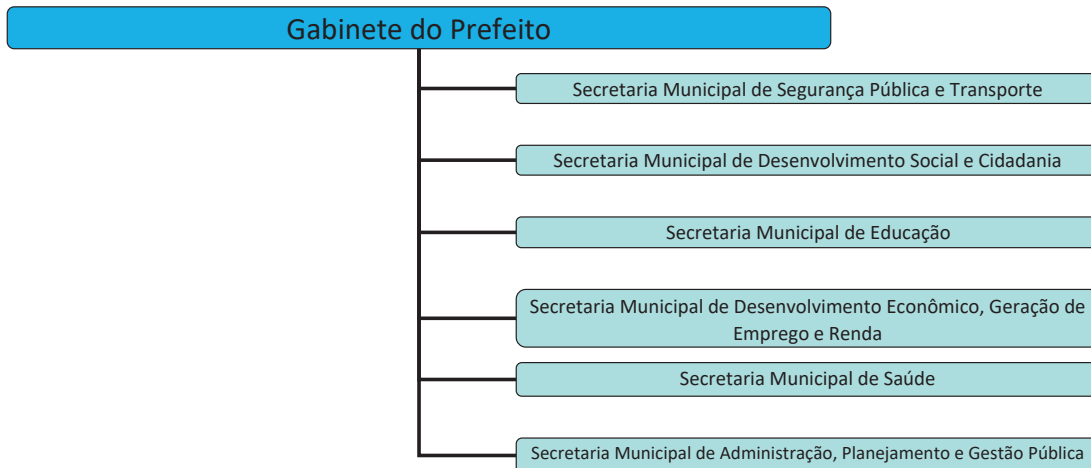 Gabinete do Prefeito
Secretaria Municipal de Segurança Pública e Transporte
Secretaria Municipal de Desenvolvimento Social e Cidadania
Secretaria Municipal de Educação
Secretaria Municipal de Desenvolvimento Econômico, Geração de
Emprego e Renda
Secretaria Municipal de Saúde
Secretaria Municipal de Administração, Planejamento e Gestão Pública